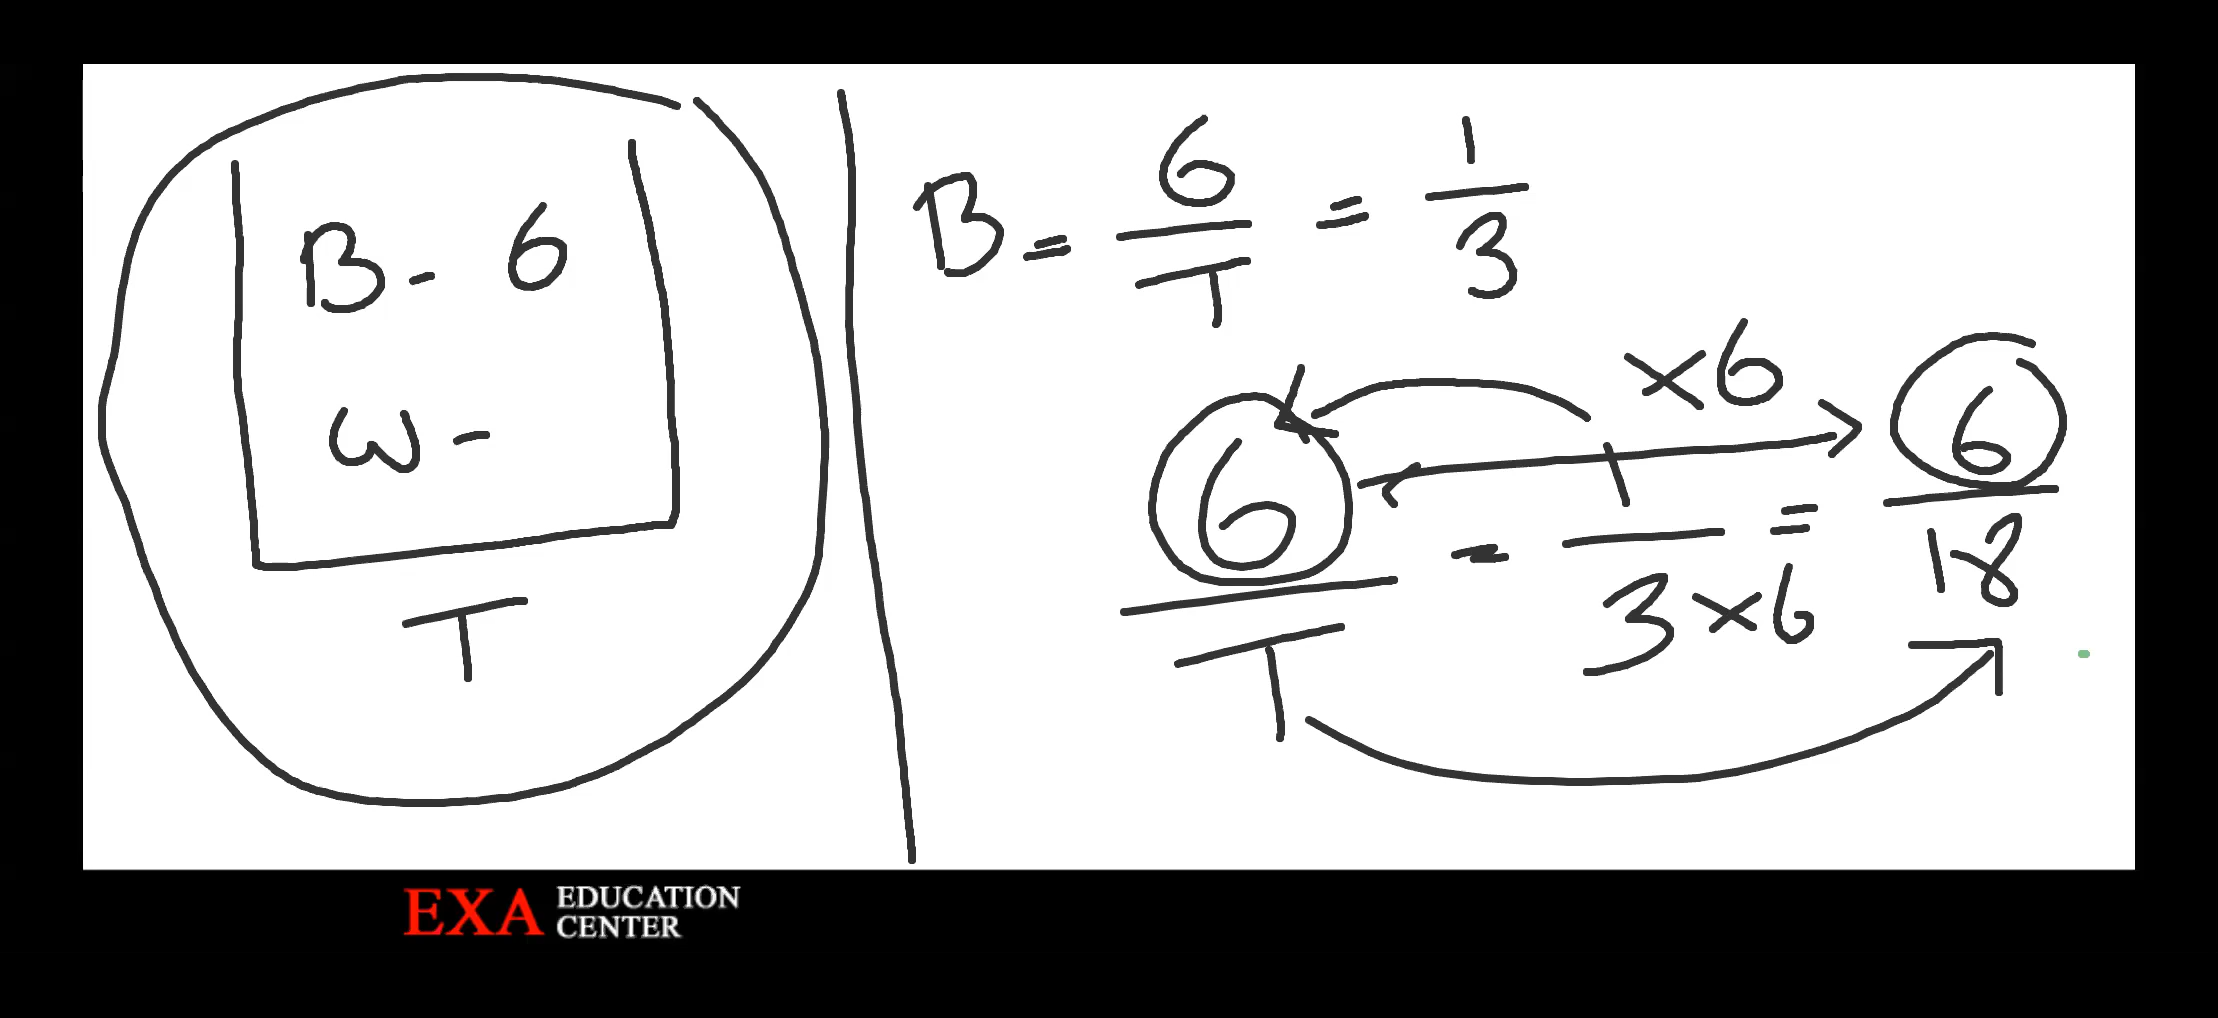 B - 6
W -
T
B = 6/T = 1/3
6/T = 1/3 × 6 = 6/18
× 6
EXA EDUCATION
CENTER